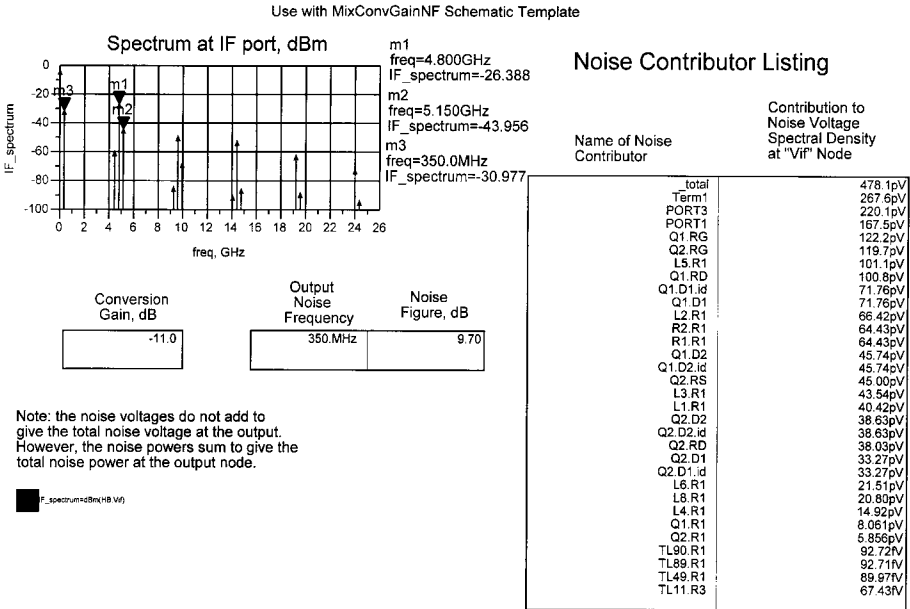 Use with MixConvGainNF Schematic Template
Spectrum at IF port, dBm
IF_spectrum
0
-20
-40
-60
-80
-100
m3
m1
m2
0 2 4 6 8 10 12 14 16 18 20 22 24 26
freq, GHz
m1
freq=4.800GHz
IF_spectrum=-26.388
m2
freq=5.150GHz
IF_spectrum=-43.956
m3
freq=350.0MHz
IF_spectrum=-30.977
Conversion
Gain, dB
-11.0
Output
Noise
Frequency
Noise
Figure, dB
350.MHz 9.70
Note: the noise voltages do not add to
give the total noise voltage at the output.
However, the noise powers sum to give the
total noise power at the output node.
IF_spectrum=dBm(HB.Vif)
Noise Contributor Listing
Name of Noise
Contributor
Contribution to
Noise Voltage
Spectral Density
at "Vif" Node
_total 478.1pV
Term1 267.6pV
PORT3 220.1pV
PORT1 167.5pV
Q1.RG 122.2pV
Q2.RG 119.7pV
L5.R1 101.1pV
Q1.RD 100.8pV
Q1.D1.id 71.76pV
Q1.D1 71.76pV
L2.R1 66.42pV
R2.R1 64.43pV
R1.R1 64.43pV
Q1.D2 45.74pV
Q1.D2.id 45.74pV
Q2.RS 45.00pV
L3.R1 43.54pV
L1.R1 40.42pV
Q2.D2 38.63pV
Q2.D2.id 38.63pV
Q2.RD 38.03pV
Q2.D1 33.27pV
Q2.D1.id 33.27pV
L6.R1 21.51pV
L8.R1 20.80pV
L4.R1 14.92pV
Q1.R1 8.061pV
Q2.R1 5.856pV
TL90.R1 92.72fV
TL89.R1 92.71fV
TL49.R1 89.97fV
TL11.R3 67.43fV